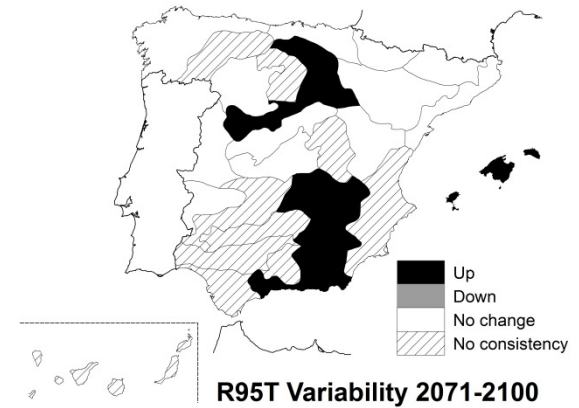 Up
Down
No change
No consistency
R95T Variability 2071-2100